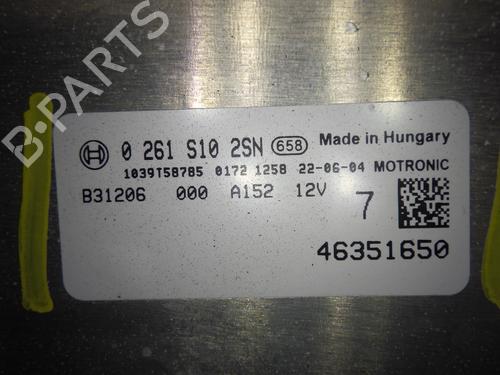 B-PARTS
0 261 S10 2SN 658 Made in Hungary
1039T58785 0172 1258 22-06-04 MOTRONIC
B31206 000 A152 12V 7
46351650